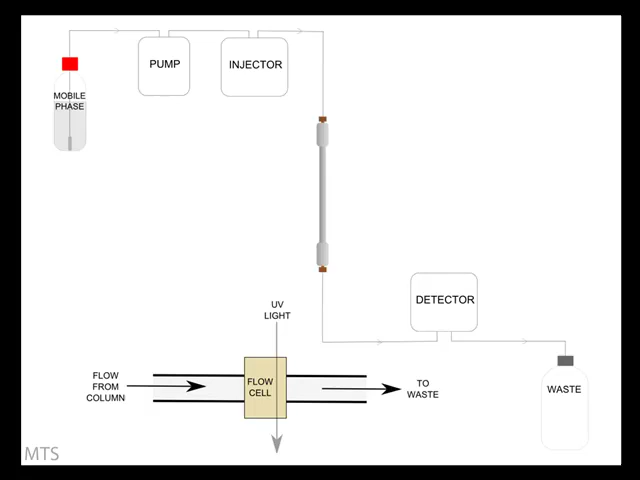 PUMP
INJECTOR
MOBILE
PHASE
DETECTOR
UV
LIGHT
FLOW
FROM
COLUMN
FLOW
CELL
TO
WASTE
WASTE
MTS